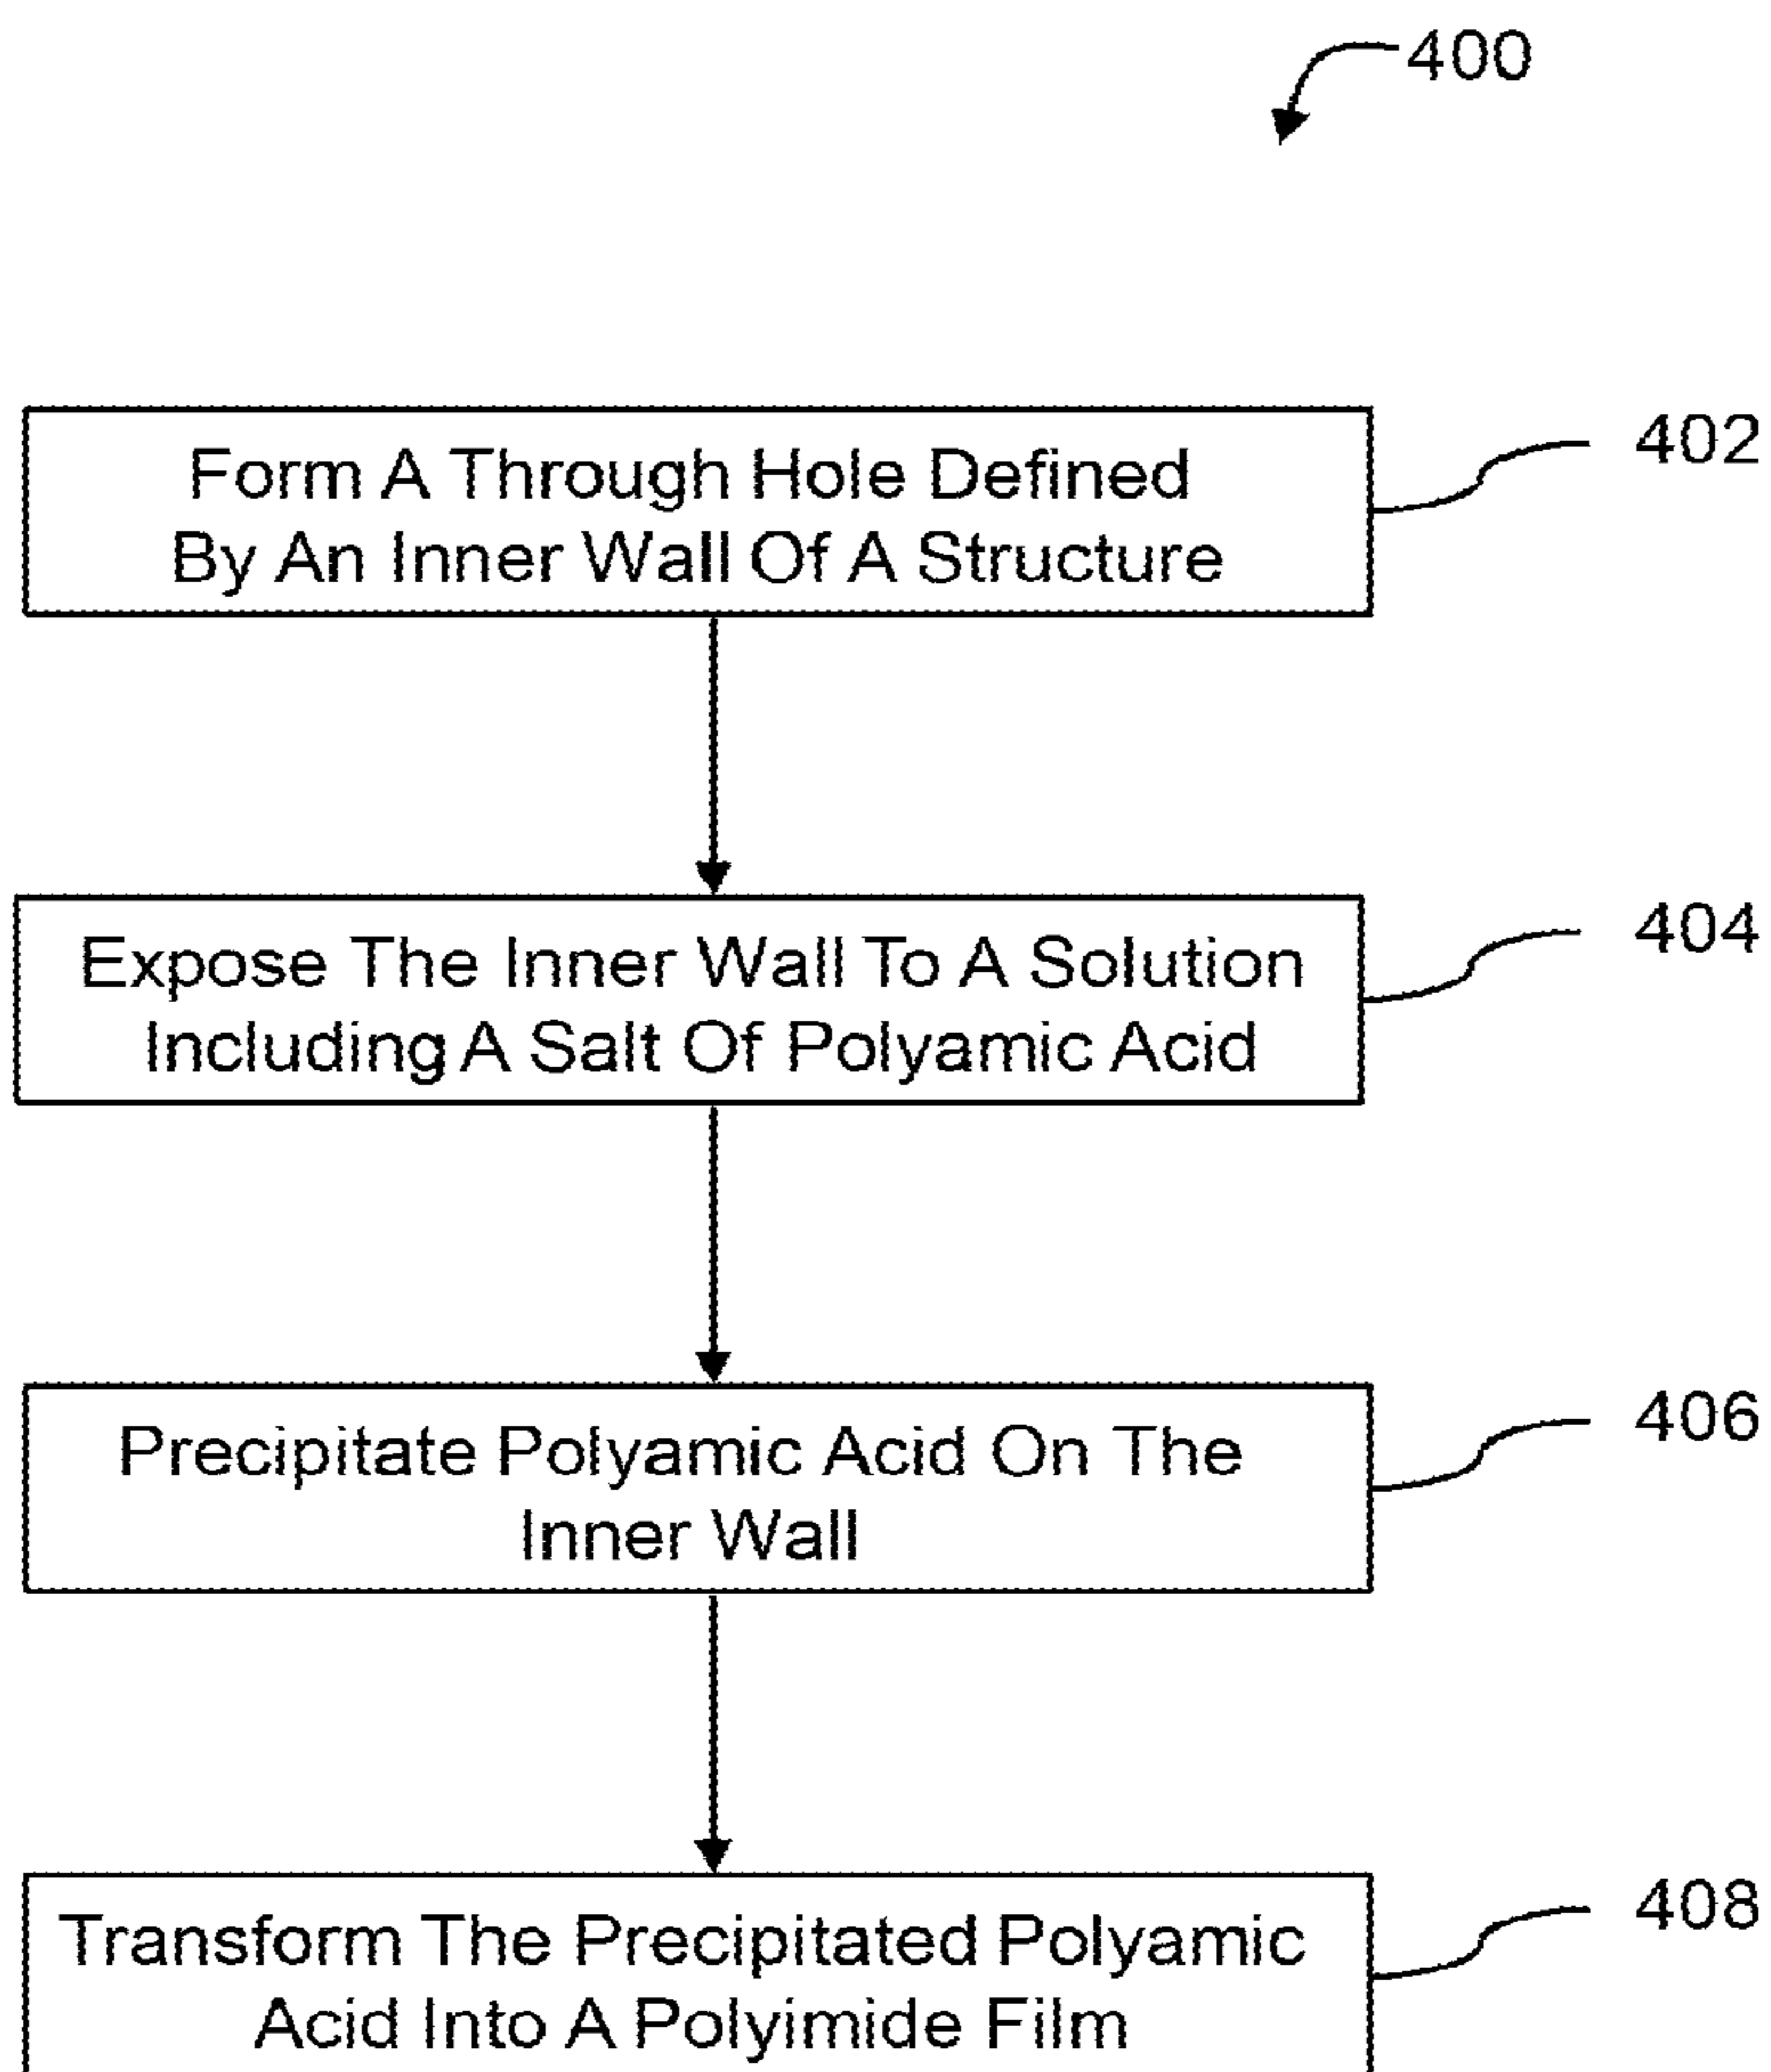 400
Form A Through Hole Defined
By An Inner Wall Of A Structure
402
Expose The Inner Wall To A Solution
Including A Salt Of Polyamic Acid
404
Precipitate Polyamic Acid On The
Inner Wall
406
Transform The Precipitated Polyamic
Acid Into A Polyimide Film
408